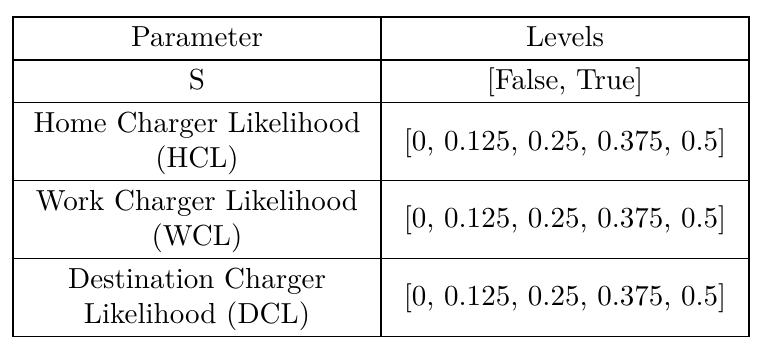 Parameter Levels
S [False, True]
Home Charger Likelihood
(HCL) [0, 0.125, 0.25, 0.375, 0.5]
Work Charger Likelihood
(WCL) [0, 0.125, 0.25, 0.375, 0.5]
Destination Charger
Likelihood (DCL) [0, 0.125, 0.25, 0.375, 0.5]